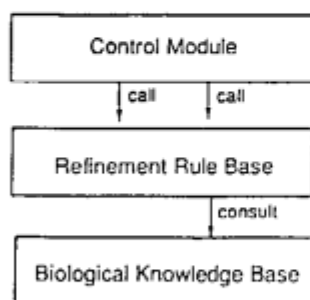 Control Module
call call
Refinement Rule Base
consult
Biological Knowledge Base